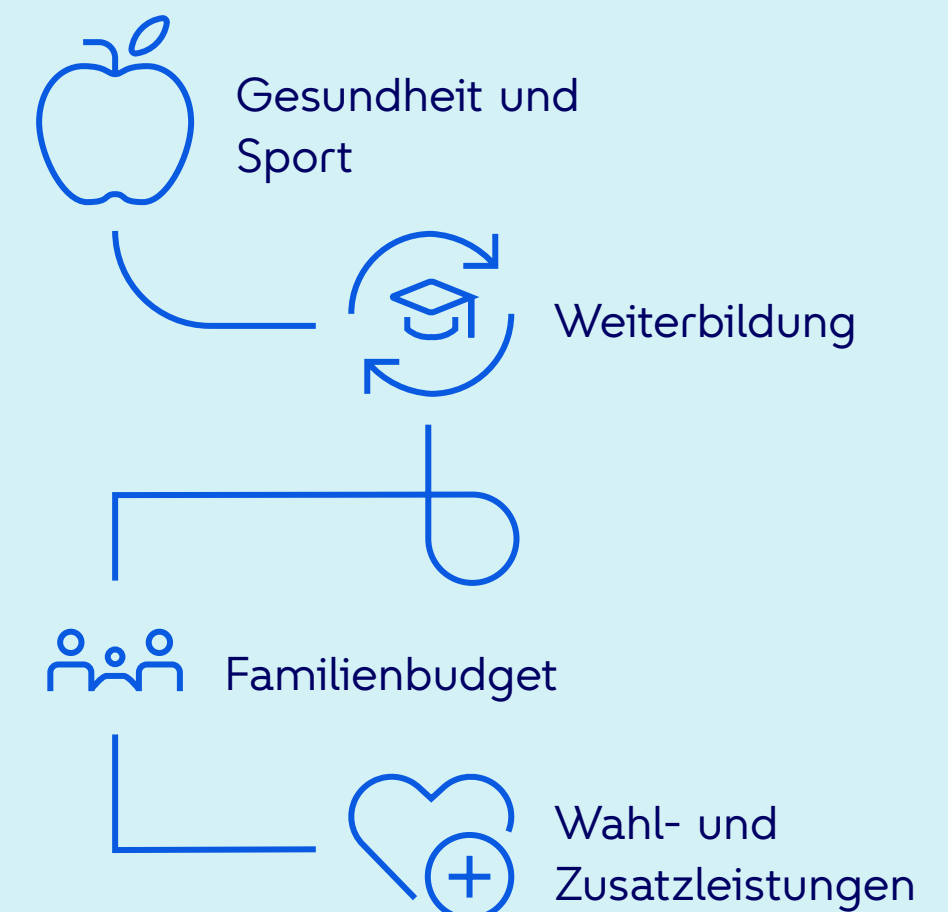 Gesundheit und
Sport
Weiterbildung
Familienbudget
Wahl- und
Zusatzleistungen